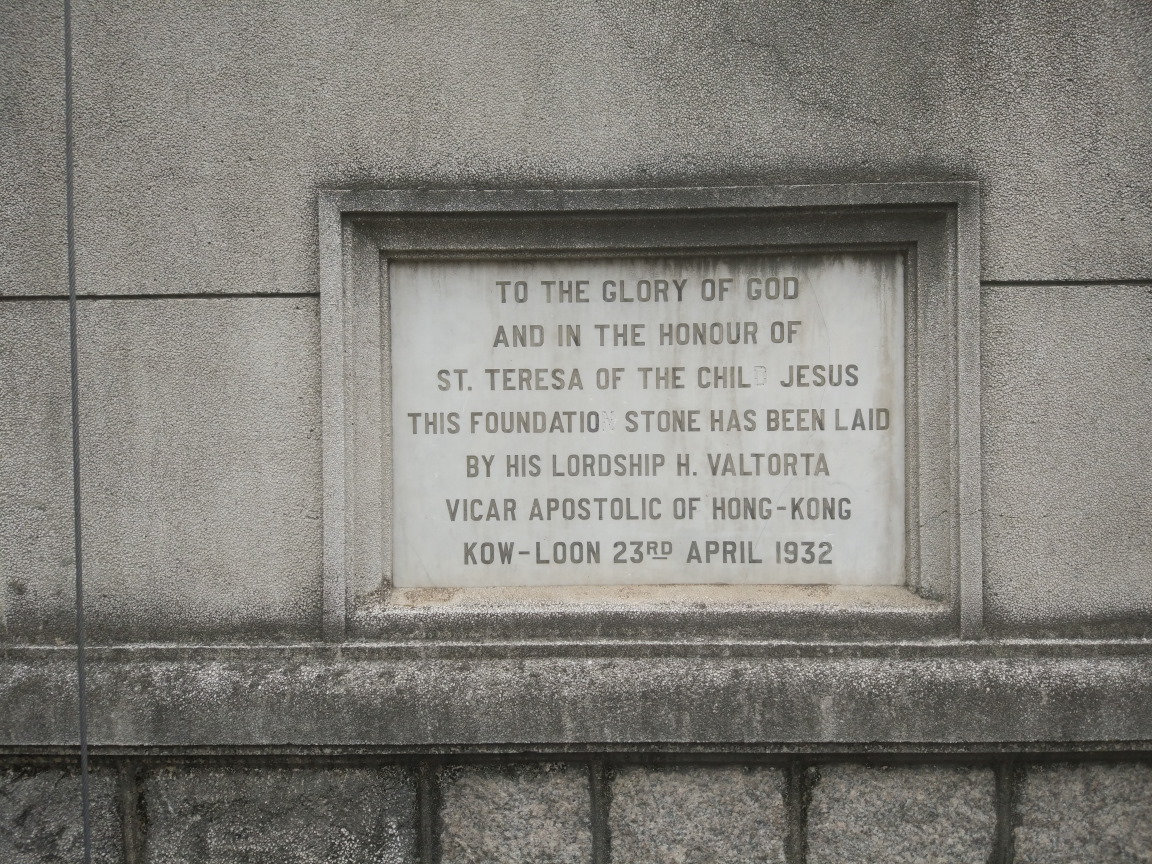 TO THE GLORY OF GOD
AND IN THE HONOUR OF
ST. TERESA OF THE CHILD JESUS
THIS FOUNDATION STONE HAS BEEN LAID
BY HIS LORDSHIP H. VALTORTA
VICAR APOSTOLIC OF HONG-KONG
KOW-LOON 23RD APRIL 1932